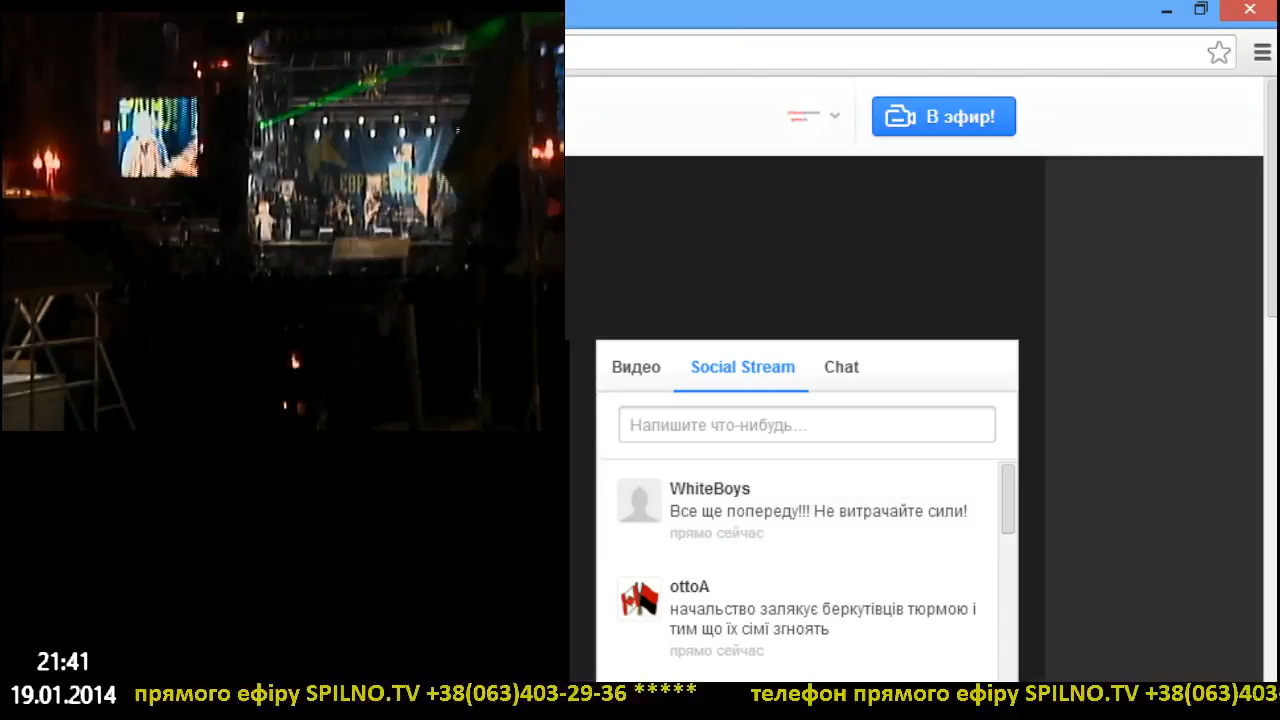 В эфир!
Видео
Social Stream
Chat
Напишите что-нибудь...
WhiteBoys
Все ще попереду!!! Не витрачайте сили!
прямо сейчас
ottoA
начальство залякує беркутівців тюрмою і
тим що їх сімї згноять
прямо сейчас
21:41
19.01.2014
прямого ефіру SPILNO.TV +38(063)403-29-36 ***** телефон прямого ефіру SPILNO.TV +38(063)403-